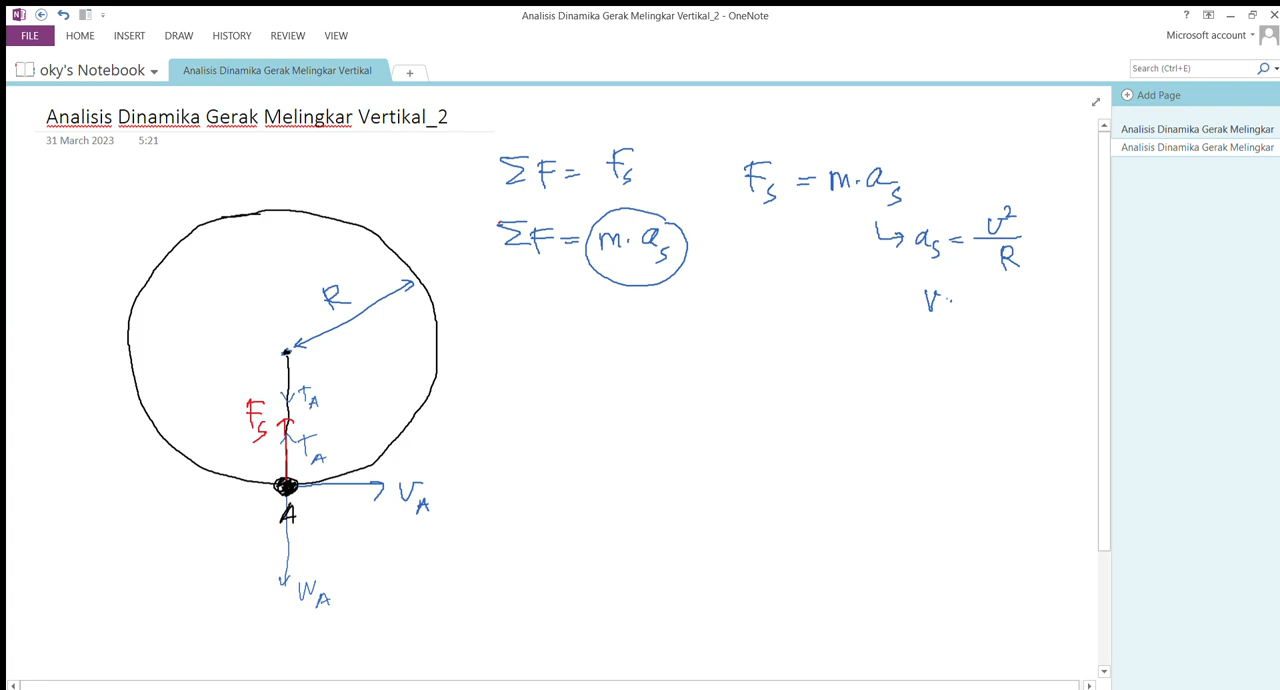 Analisis Dinamika Gerak Melingkar Vertikal_2 - OneNote
?
FILE HOME INSERT DRAW HISTORY REVIEW VIEW
Microsoft account
oky's Notebook
Analisis Dinamika Gerak Melingkar Vertikal
+
Search (Ctrl+E)
Add Page
Analisis Dinamika Gerak Melingkar
Analisis Dinamika Gerak Melingkar
Analisis Dinamika Gerak Melingkar Vertikal_2
31 March 2023 5:21
ΣF = Fs
ΣF = m. as
Fs = m. as
↳ as = v²/R
v.
R
TA
Fs
TA
VA
A
WA